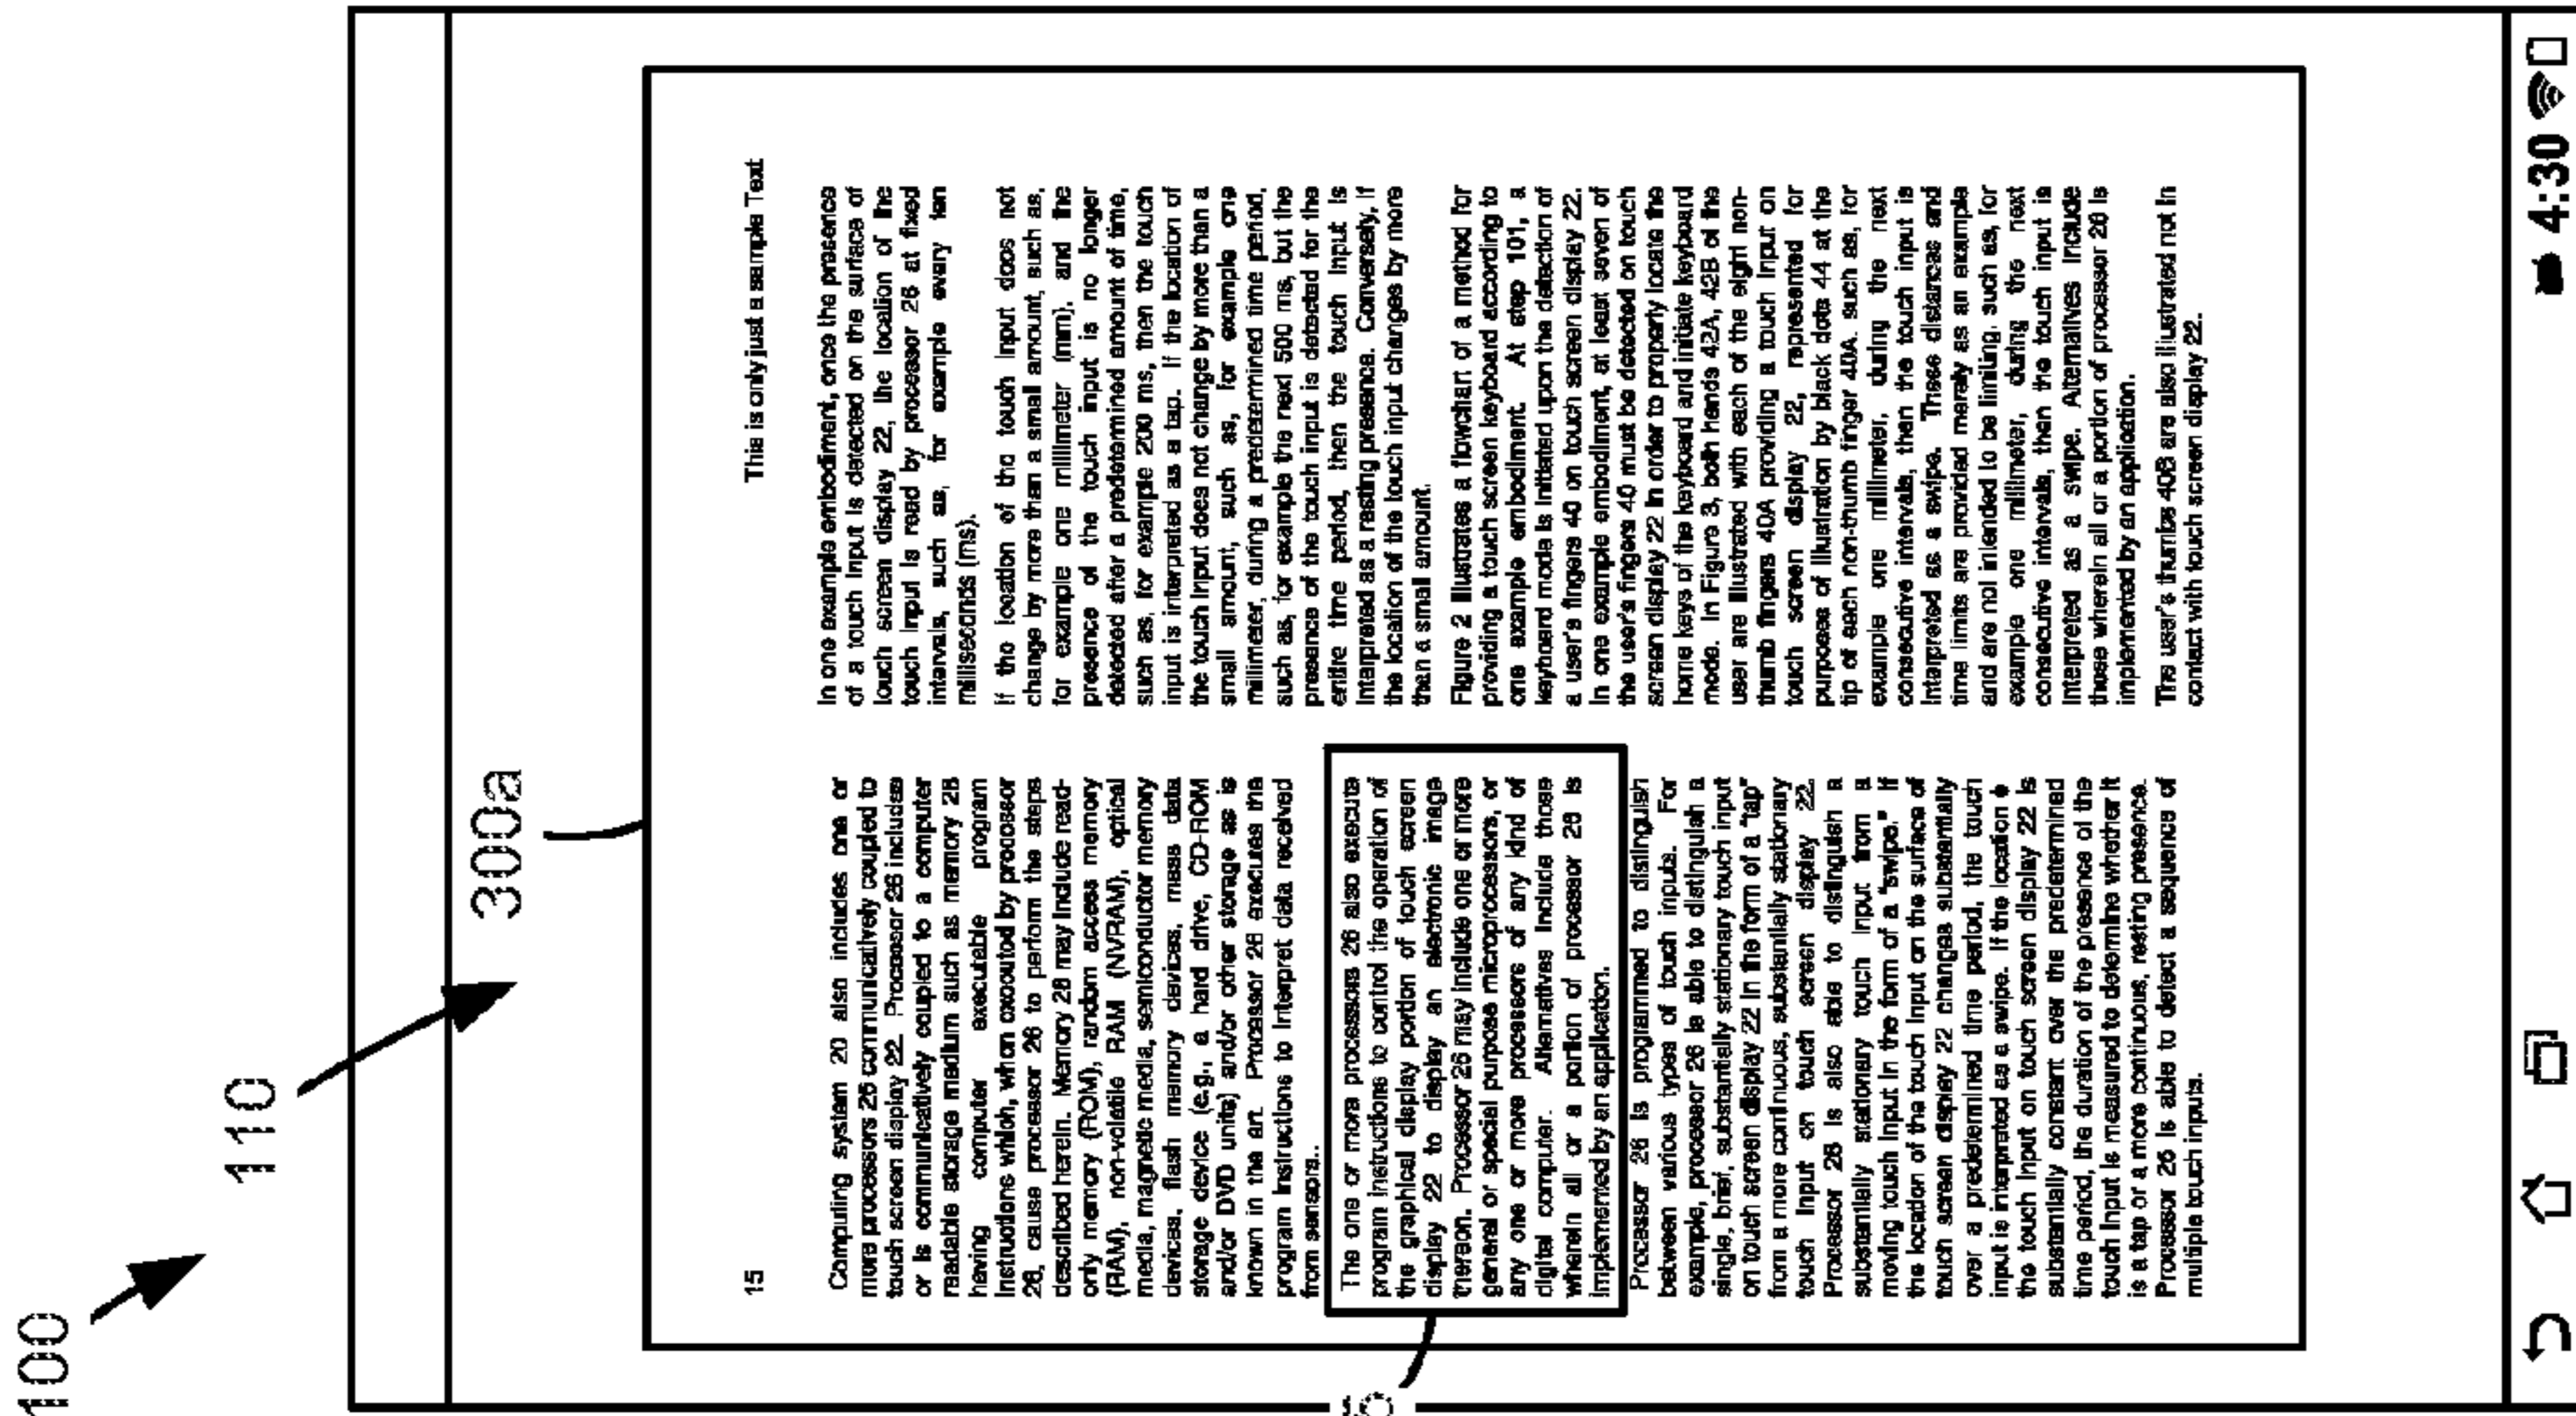 100
110
300a
15
This is only just a sample Text
Computing system 20 also includes one or
more processors 26 communicatively coupled to
touch screen display 22. Processor 26 includes
or is communicatively coupled to a computer
readable storage medium such as memory 28
having computer executable program
instructions which, when executed by processor
26, cause processor 26 to perform the steps
described herein. Memory 28 may include read-
only memory (ROM), random access memory
(RAM), non-volatile RAM (NVRAM), optical
media, magnetic media, semiconductor memory
devices, flash memory devices, mass data
storage device (e.g., a hard drive, CD-ROM
and/or DVD units) and/or other storage as is
known in the art. Processor 26 executes the
program instructions to interpret data received
from sensors..
The one or more processors 26 also execute
program instructions to control the operation of
the graphical display portion of touch screen
display 22 to display an electronic image
thereon. Processor 26 may include one or more
general or special purpose microprocessors, or
any one or more processors of any kind of
digital computer. Alternatives include those
wherein all or a portion of processor 26 is
implemented by an application.
Processor 26 is programmed to distinguish
between various types of touch inputs. For
example, processor 26 is able to distinguish a
single, brief, substantially stationary touch input
on touch screen display 22 in the form of a "tap"
from a more continuous, substantially stationary
touch input on touch screen display 22.
Processor 26 is also able to distinguish a
substantially stationary touch input from a
moving touch input in the form of a "swipe." If
the location of the touch input on the surface of
touch screen display 22 changes substantially
over a predetermined time period, the touch
input is interpreted as a swipe. If the location o
the touch input on touch screen display 22 is
substantially constant over the predetermined
time period, the duration of the presence of the
touch input is measured to determine whether it
is a tap or a more continuous, resting presence.
Processor 26 is able to detect a sequence of
multiple touch inputs.
In one example embodiment, once the presence
of a touch input is detected on the surface of
touch screen display 22, the location of the
touch input is read by processor 26 at fixed
intervals, such as, for example every ten
milliseconds (ms).
If the location of the touch input does not
change by more than a small amount, such as,
for example one millimeter (mm), and the
presence of the touch input is no longer
detected after a predetermined amount of time,
such as, for example 200 ms, then the touch
input is interpreted as a tap. If the location of
the touch input does not change by more than a
small amount, such as, for example one
millimeter, during a predetermined time period,
such as, for example the next 500 ms, but the
presence of the touch input is detected for the
entire time period, then the touch input is
interpreted as a resting presence. Conversely, if
the location of the touch input changes by more
than a small amount.
Figure 2 illustrates a flowchart of a method for
providing a touch screen keyboard according to
one example embodiment. At step 101, a
keyboard mode is initiated upon the detection of
a user's fingers 40 on touch screen display 22.
In one example embodiment, at least seven of
the user's fingers 40 must be detected on touch
screen display 22 in order to properly locate the
home keys of the keyboard and initiate keyboard
mode. In Figure 3, both hands 42A, 42B of the
user are illustrated with each of the eight non-
thumb fingers 40A providing a touch input on
touch screen display 22, represented for
purposes of illustration by black dots 44 at the
tip of each non-thumb finger 40A. such as, for
example one millimeter, during the next
consecutive intervals, then the touch input is
interpreted as a swipe. These distances and
time limits are provided merely as an example
and are not intended to be limiting, such as, for
example one millimeter, during the next
consecutive intervals, then the touch input is
interpreted as a swipe. Alternatives include
those wherein all or a portion of processor 26 is
implemented by an application.
The user's thumbs 40B are also illustrated not in
contact with touch screen display 22.
4:30